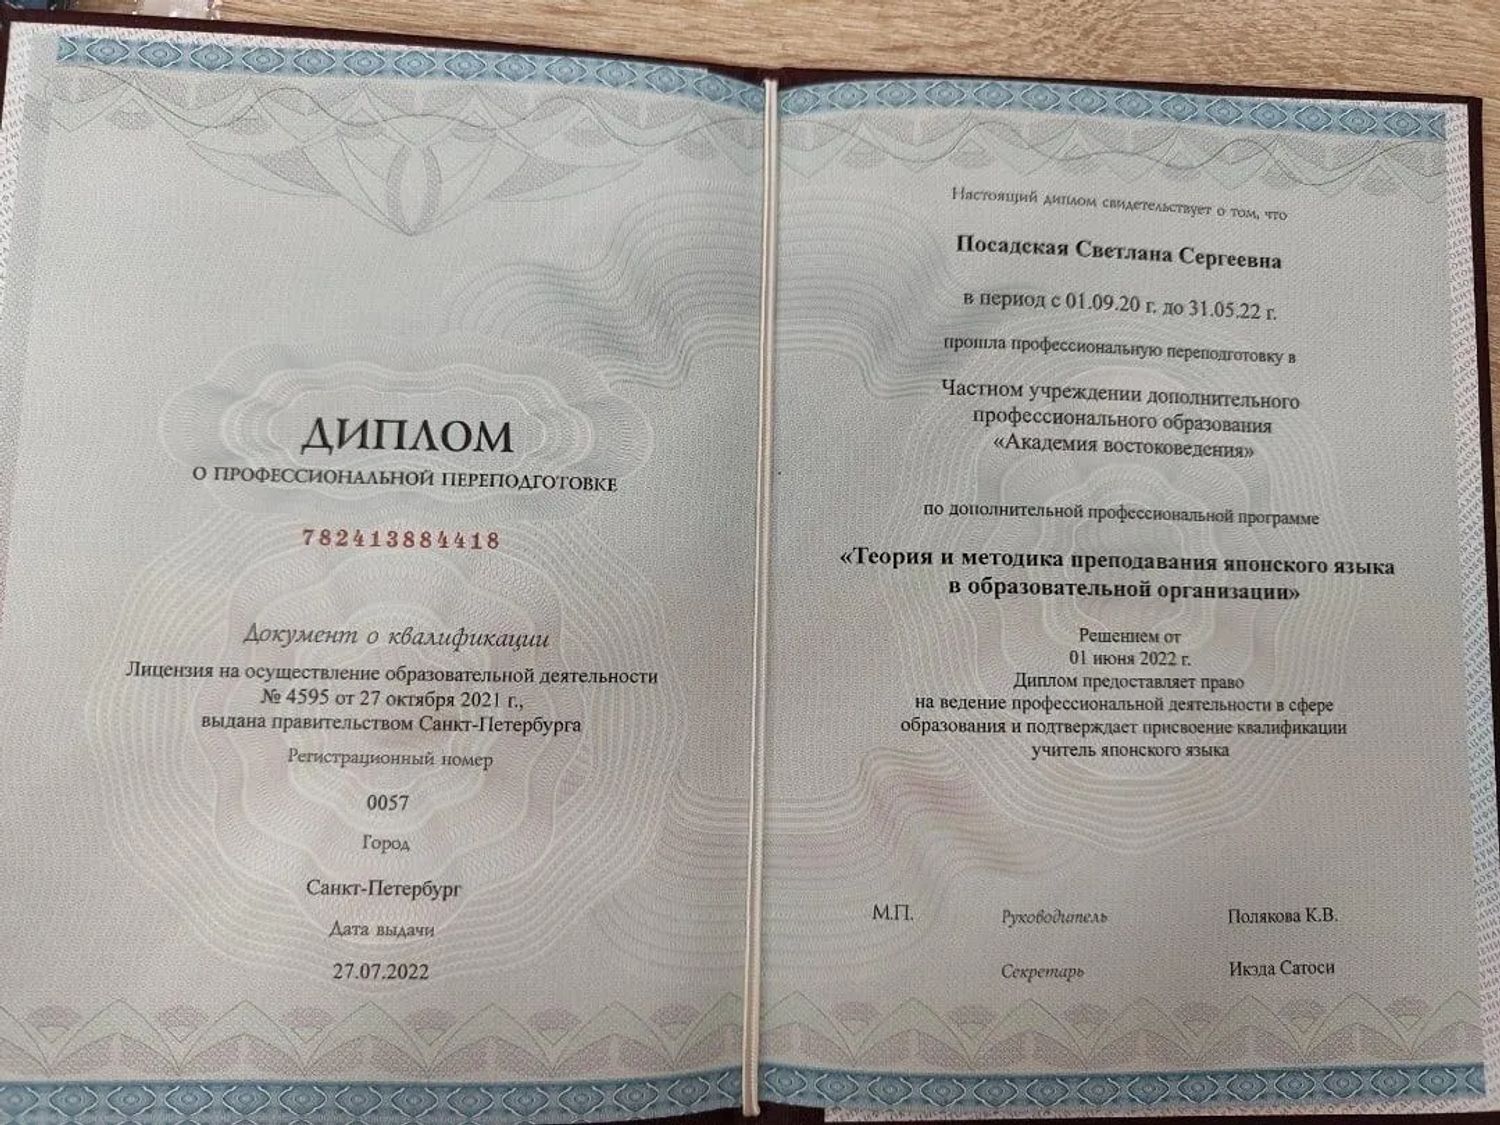 ДИПЛОМ
О ПРОФЕССИОНАЛЬНОЙ ПЕРЕПОДГОТОВКЕ
782413884418
Документ о квалификации
Лицензия на осуществление образовательной деятельности
№ 4595 от 27 октября 2021 г.,
выдана правительством Санкт-Петербурга
Регистрационный номер
0057
Город
Санкт-Петербург
Дата выдачи
27.07.2022
Настоящий диплом свидетельствует о том, что
Посадская Светлана Сергеевна
в период с 01.09.20 г. до 31.05.22 г.
прошла профессиональную переподготовку в
Частном учреждении дополнительного
профессионального образования
«Академия востоковедения»
по дополнительной профессиональной программе
«Теория и методика преподавания японского языка
в образовательной организации»
Решением от
01 июня 2022 г.
Диплом предоставляет право
на ведение профессиональной деятельности в сфере
образования и подтверждает присвоение квалификации
учитель японского языка
М.П. Руководитель Полякова К.В.
Секретарь Икэда Сатоси